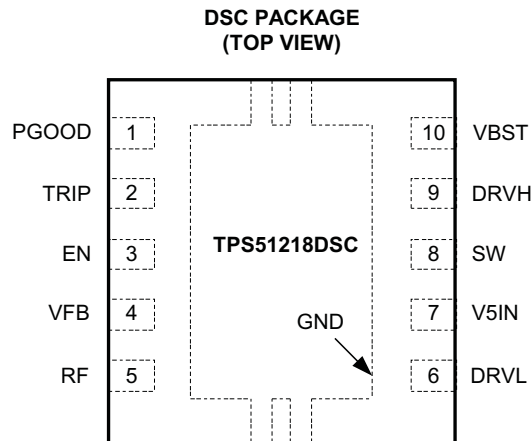 DSC PACKAGE
(TOP VIEW)
PGOOD 1 10 VBST
TRIP 2 9 DRVH
TPS51218DSC
EN 3 8 SW
VFB 4 7 V5IN
GND
RF 5 6 DRVL